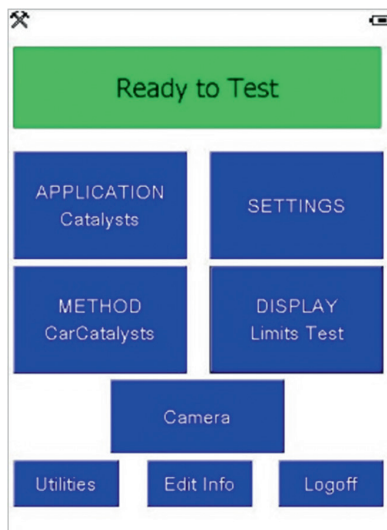 Ready to Test
APPLICATION
Catalysts
SETTINGS
METHOD
CarCatalysts
DISPLAY
Limits Test
Camera
Utilities
Edit Info
Logoff